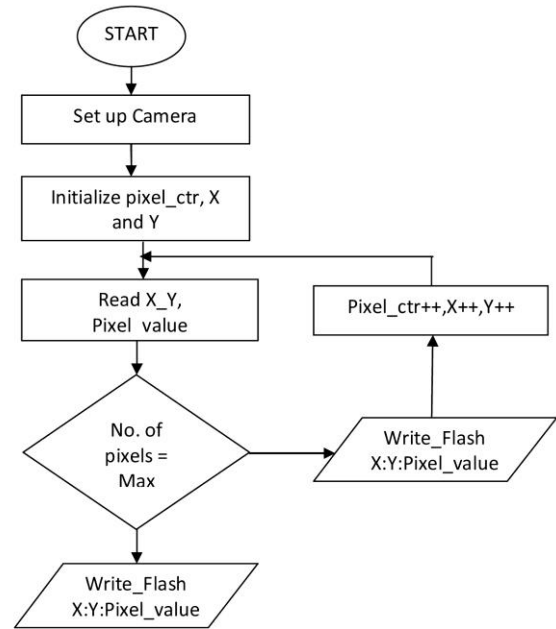 START
Set up Camera
Initialize pixel_ctr, X
and Y
Read X_Y,
Pixel value
Pixel_ctr++,X++,Y++
No. of
pixels =
Max
Write_Flash
X:Y:Pixel_value
Write_Flash
X:Y:Pixel_value